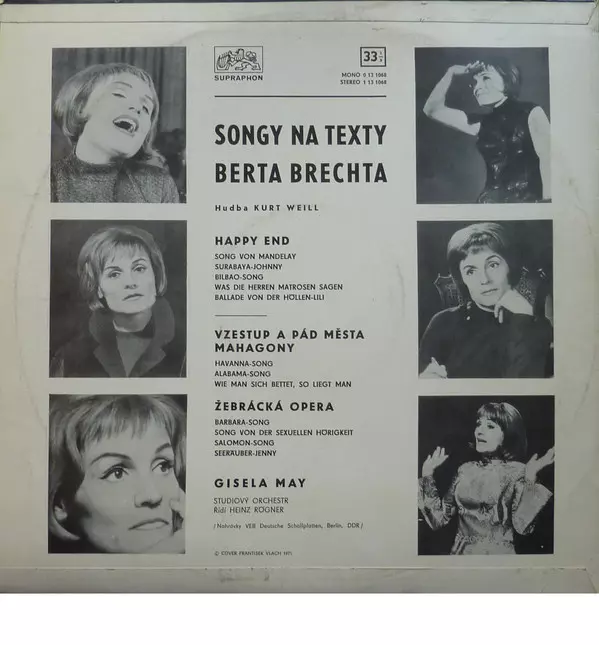 SUPRAPHON
33 1/3
MONO 0 13 1068
STEREO 1 13 1068
SONGY NA TEXTY
BERTA BRECHTA
Hudba KURT WEILL
HAPPY END
SONG VON MANDELAY
SURABAYA-JOHNNY
BILBAO-SONG
WAS DIE HERREN MATROSEN SAGEN
BALLADE VON DER HÖLLEN-LILI
VZESTUP A PÁD MĚSTA
MAHAGONY
HAVANNA-SONG
ALABAMA-SONG
WIE MAN SICH BETTET, SO LIEGT MAN
ŽEBRÁCKÁ OPERA
BARBARA-SONG
SONG VON DER SEXUELLEN HÖRIGKEIT
SALOMON-SONG
SEERÄUBER-JENNY
GISELA MAY
STUDIOVÝ ORCHESTR
Řídí HEINZ RÖGNER
/Nahrávky VEB Deutsche Schallplatten, Berlin, DDR/
© COVER FRANTIŠEK VLACH 1971